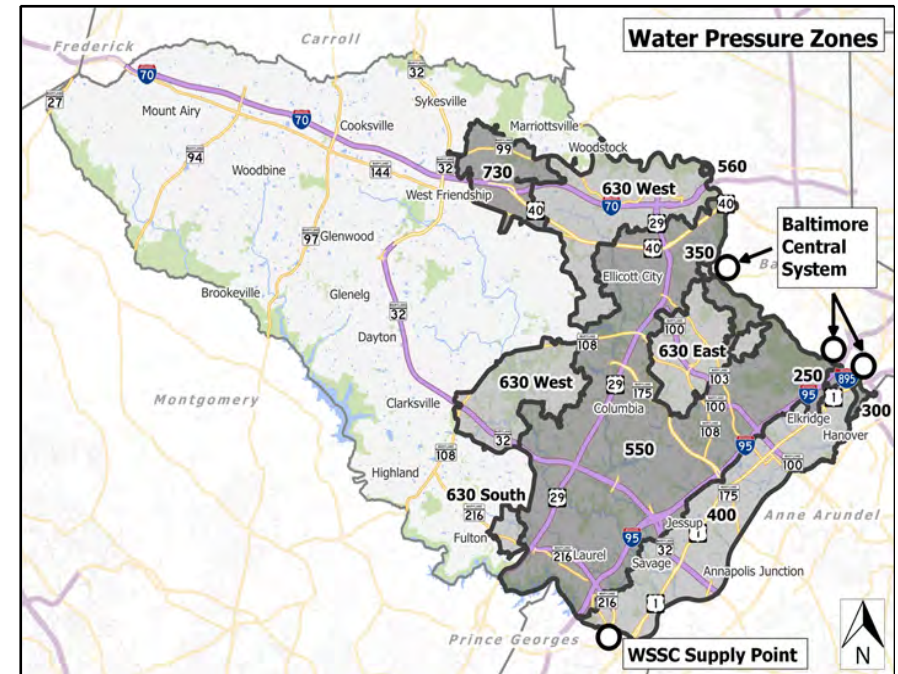 Water Pressure Zones
Frederick
Carroll
70
32
27
Mount Airy
70
Sykesville
Cooksville
Marriottsville
99
Woodstock
94
144
32
730
560
Woodbine
West Friendship
630 West
70
40
40
29
Baltimore
Central
System
97
Glenwood
40
350
Ba
Ellicott City
Brookeville
Glenelg
32
Dayton
100
108
630 East
630 West
29
175
103
250
895
95
1
300
Montgomery
Clarksville
Columbia
100
Elkridge
Hanover
32
108
550
95
108
Highland
100
630 South
29
175
216
400
Anne Arundel
Fulton
Jessup
1
95
32
216
Laurel
Savage
Annapolis Junction
216
1
Prince Georges
WSSC Supply Point
N